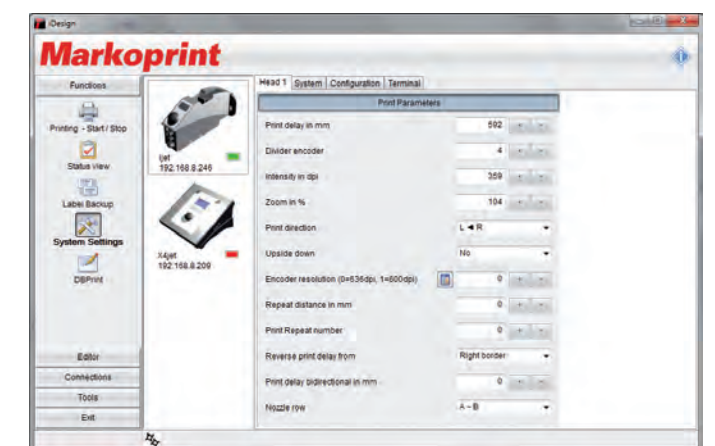 iDesign
Markoprint
Functions
Printing - Start / Stop
Status view
Label Backup
System Settings
DBPrint
Editor
Connections
Tools
Exit
ijet
192.168.8.246
X4jet
192.168.8.209
Head 1 System Configuration Terminal
Print Parameters
Print delay in mm 692
Divider encoder 4
Intensity in dpi 359
Zoom in % 104
Print direction L ◄ R
Upside down No
Encoder resolution (0=636dpi, 1=600dpi) 0
Repeat distance in mm 0
Print Repeat number 0
Reverse print delay from Right border
Print delay bidirectional in mm 0
Nozzle row A - B